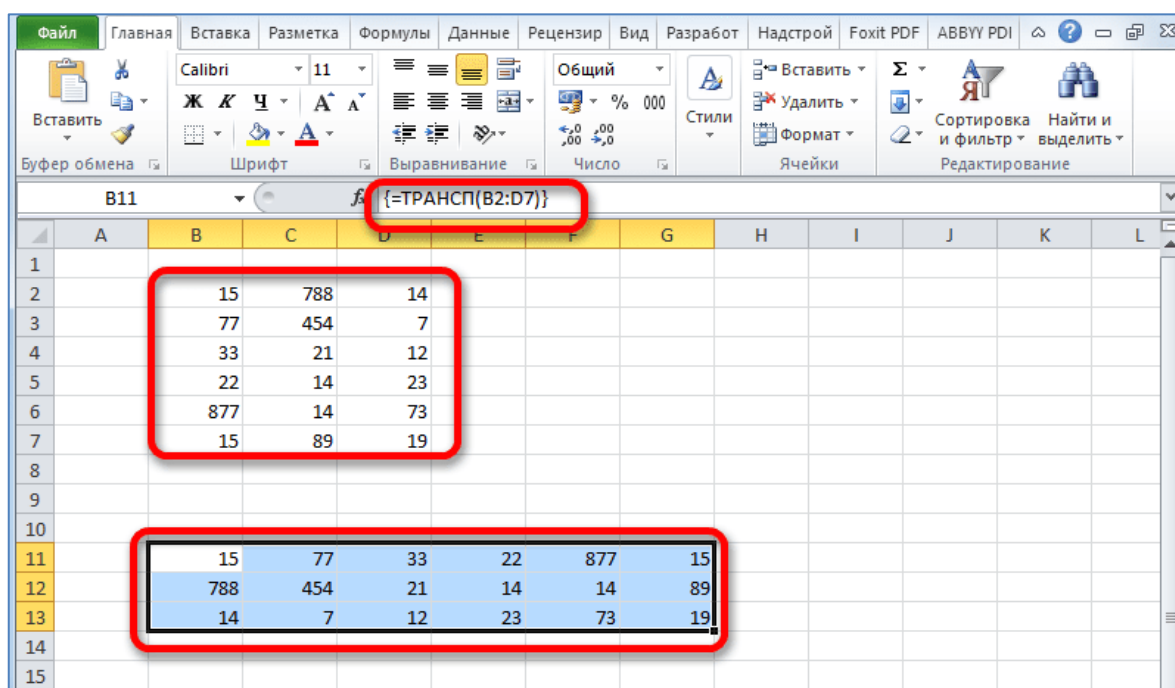 Файл Главная Вставка Разметка Формулы Данные Рецензир Вид Разработ Надстрой Foxit PDF ABBYY PDI
Calibri 11 Общий Вставить Σ
Ж К Ч А А % 000 Удалить
Вставить Стили Сортировка Найти и
А ,0 ,00 ,00 ,0 Формат и фильтр выделить
Буфер обмена Шрифт Выравнивание Число Ячейки Редактирование
B11 fx {=ТРАНСП(B2:D7)}
A B C D E F G H I J K L
1
2 15 788 14
3 77 454 7
4 33 21 12
5 22 14 23
6 877 14 73
7 15 89 19
8
9
10
11 15 77 33 22 877 15
12 788 454 21 14 14 89
13 14 7 12 23 73 19
14
15